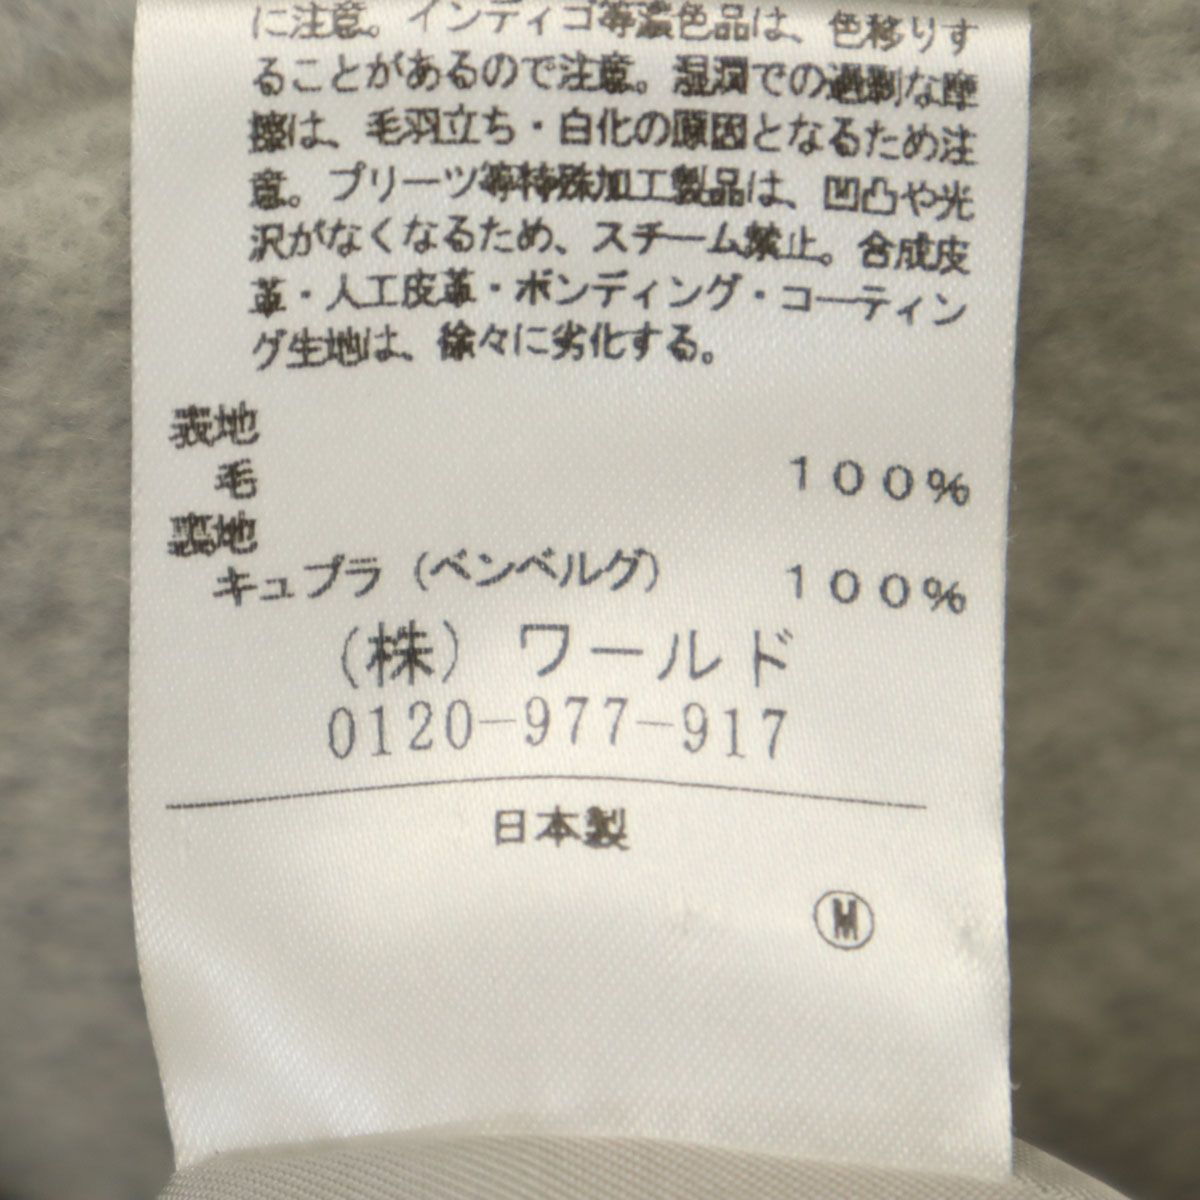 に注意。インディゴ等濃色品は、色移りす
ることがあるので注意。湿潤での過剰な摩
擦は、毛羽立ち・白化の原因となるため注
意。プリーツ等特殊加工製品は、凹凸や光
沢がなくなるため、スチーム禁止。合成皮
革・人工皮革・ボンディング・コーティン
グ生地は、徐々に劣化する。
表地
毛 100%
裏地
キュプラ(ベンベルグ) 100%
(株)ワールド
0120-977-917
日本製
Ⓜ